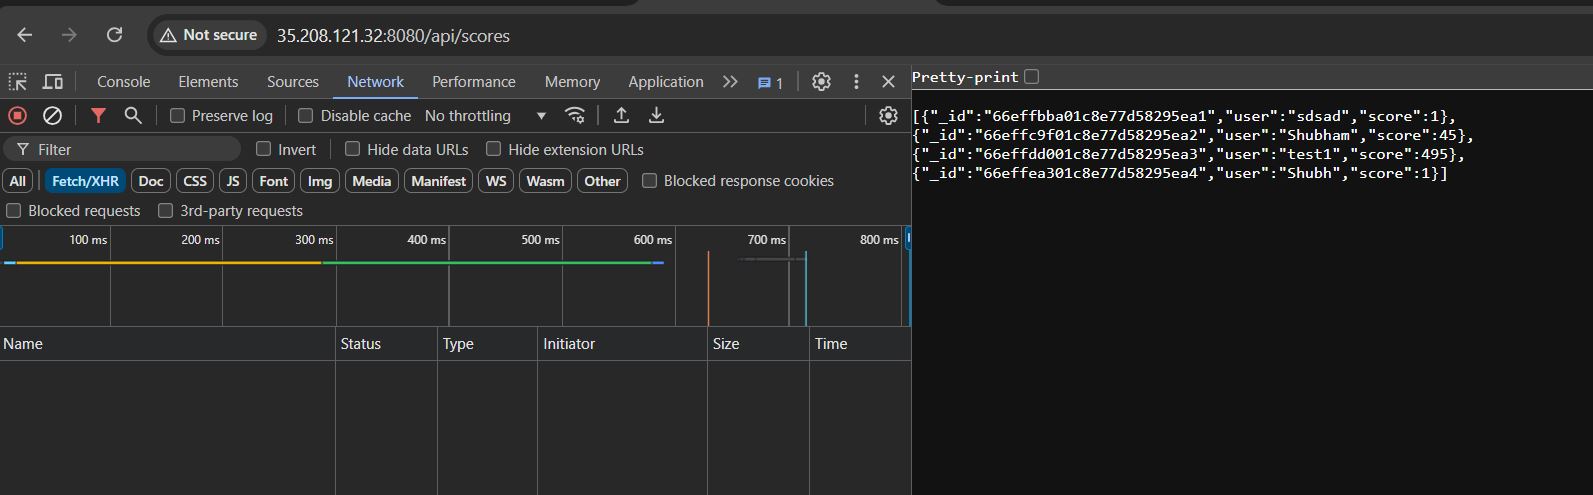 Not secure 35.208.121.32:8080/api/scores
Console Elements Sources Network Performance Memory Application 1
Preserve log Disable cache No throttling
Filter Invert Hide data URLs Hide extension URLs
All Fetch/XHR Doc CSS JS Font Img Media Manifest WS Wasm Other Blocked response cookies
Blocked requests 3rd-party requests
100 ms 200 ms 300 ms 400 ms 500 ms 600 ms 700 ms 800 ms
Name Status Type Initiator Size Time
Pretty-print
[{"_id":"66effbba01c8e77d58295ea1","user":"sdsad","score":1},
{"_id":"66effc9f01c8e77d58295ea2","user":"Shubham","score":45},
{"_id":"66effdd001c8e77d58295ea3","user":"test1","score":495},
{"_id":"66effea301c8e77d58295ea4","user":"Shubh","score":1}]